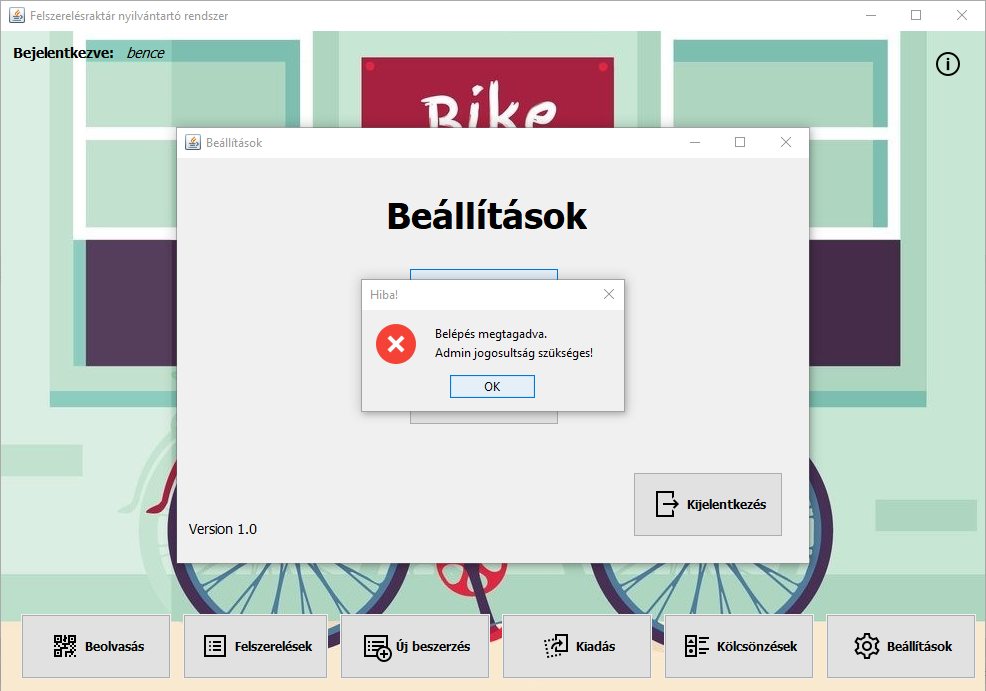 Felszerelésraktár nyilvántartó rendszer
Bejelentkezve: bence
Bike
Beállítások
Beállítások
Hiba!
Belépés megtagadva.
Admin jogosultság szükséges!
OK
Kijelentkezés
Version 1.0
Beolvasás
Felszerelések
Új beszerzés
Kiadás
Kölcsönzések
Beállítások